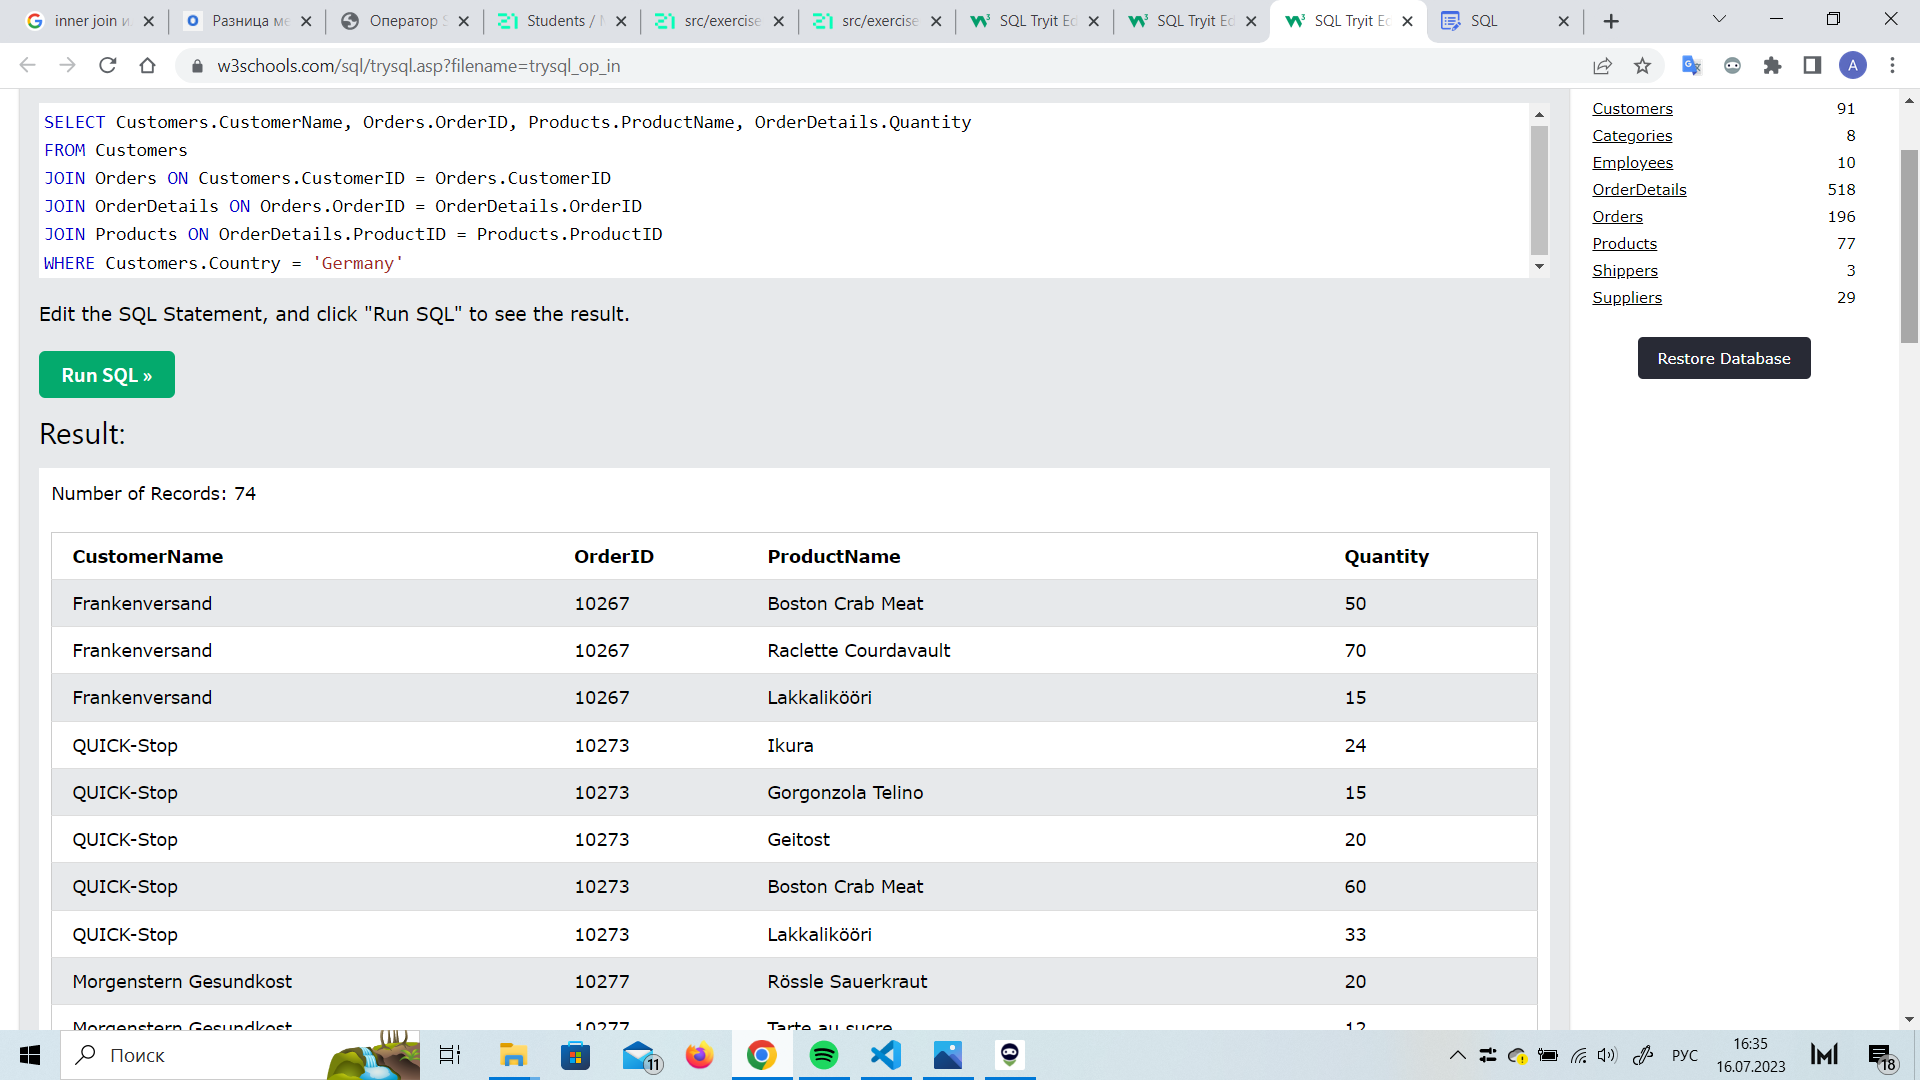 inner join и
Разница ме
Оператор S
Students / М
src/exercise
src/exercise
SQL Tryit Ed
SQL Tryit Ed
SQL Tryit Ed
SQL
w3schools.com/sql/trysql.asp?filename=trysql_op_in
A
SELECT Customers.CustomerName, Orders.OrderID, Products.ProductName, OrderDetails.Quantity
FROM Customers
JOIN Orders ON Customers.CustomerID = Orders.CustomerID
JOIN OrderDetails ON Orders.OrderID = OrderDetails.OrderID
JOIN Products ON OrderDetails.ProductID = Products.ProductID
WHERE Customers.Country = 'Germany'
Edit the SQL Statement, and click "Run SQL" to see the result.
Run SQL »
Result:
Number of Records: 74
CustomerName OrderID ProductName Quantity
Frankenversand 10267 Boston Crab Meat 50
Frankenversand 10267 Raclette Courdavault 70
Frankenversand 10267 Lakkalikööri 15
QUICK-Stop 10273 Ikura 24
QUICK-Stop 10273 Gorgonzola Telino 15
QUICK-Stop 10273 Geitost 20
QUICK-Stop 10273 Boston Crab Meat 60
QUICK-Stop 10273 Lakkalikööri 33
Morgenstern Gesundkost 10277 Rössle Sauerkraut 20
Morgenstern Gesundkost 10277 Tarte au sucre 12
Customers 91
Categories 8
Employees 10
OrderDetails 518
Orders 196
Products 77
Shippers 3
Suppliers 29
Restore Database
Поиск
11
РУС
16:35
16.07.2023
18